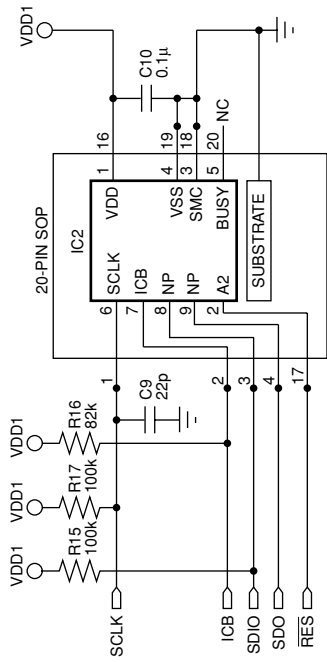 VDD1
VDD1
VDD1
VDD1
R15
100k
R17
100k
R16
82k
C9
22p
C10
0.1µ
20-PIN SOP
IC2
SCLK
ICB
SDIO
SDO
RES
1
2
3
4
17
6
7
8
9
2
SCLK
ICB
NP
NP
A2
VDD
VSS
SMC
BUSY
1
4
3
5
16
19
18
20
NC
SUBSTRATE